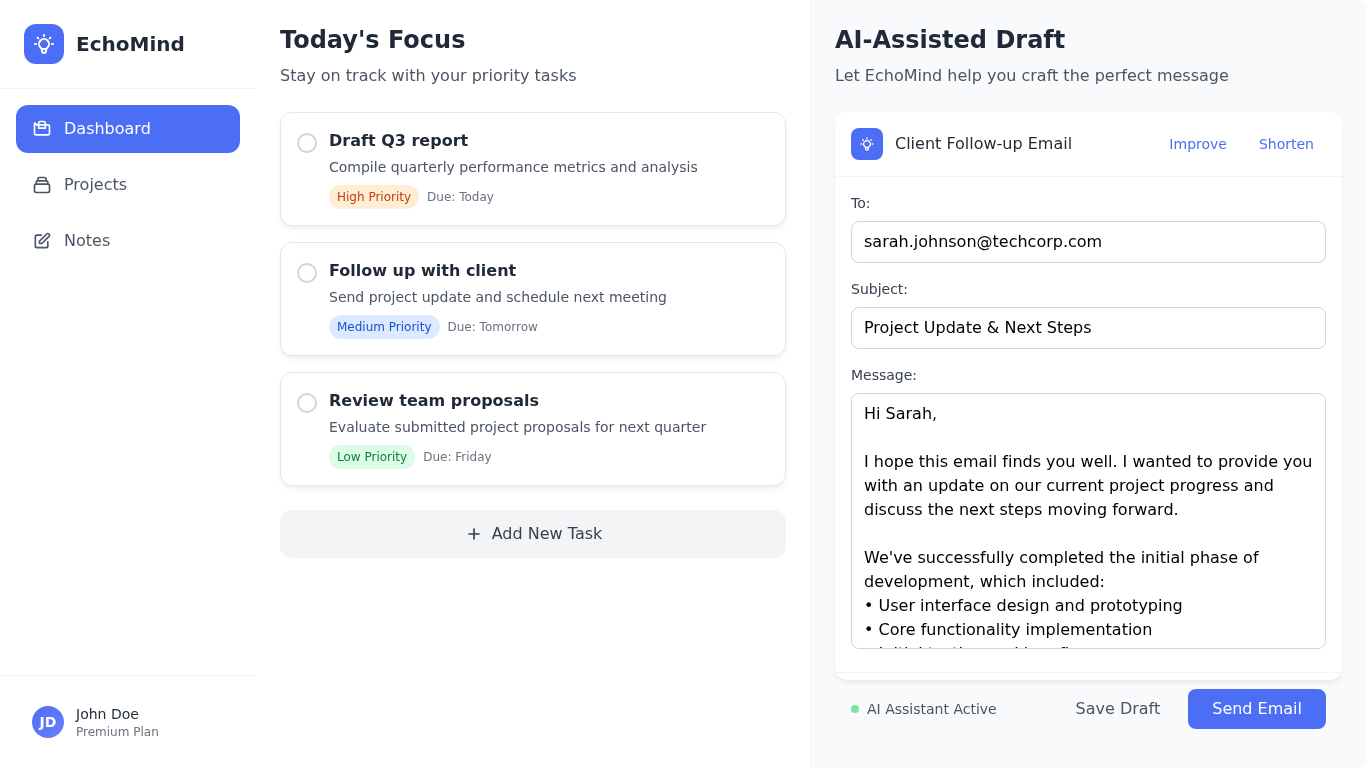 EchoMind
Dashboard
Projects
Notes
JD
John Doe
Premium Plan
Today's Focus
Stay on track with your priority tasks
Draft Q3 report
Compile quarterly performance metrics and analysis
High Priority
Due: Today
Follow up with client
Send project update and schedule next meeting
Medium Priority
Due: Tomorrow
Review team proposals
Evaluate submitted project proposals for next quarter
Low Priority
Due: Friday
+ Add New Task
AI-Assisted Draft
Let EchoMind help you craft the perfect message
Client Follow-up Email
Improve
Shorten
To:
sarah.johnson@techcorp.com
Subject:
Project Update & Next Steps
Message:
Hi Sarah,
I hope this email finds you well. I wanted to provide you
with an update on our current project progress and
discuss the next steps moving forward.
We've successfully completed the initial phase of
development, which included:
• User interface design and prototyping
• Core functionality implementation
AI Assistant Active
Save Draft
Send Email